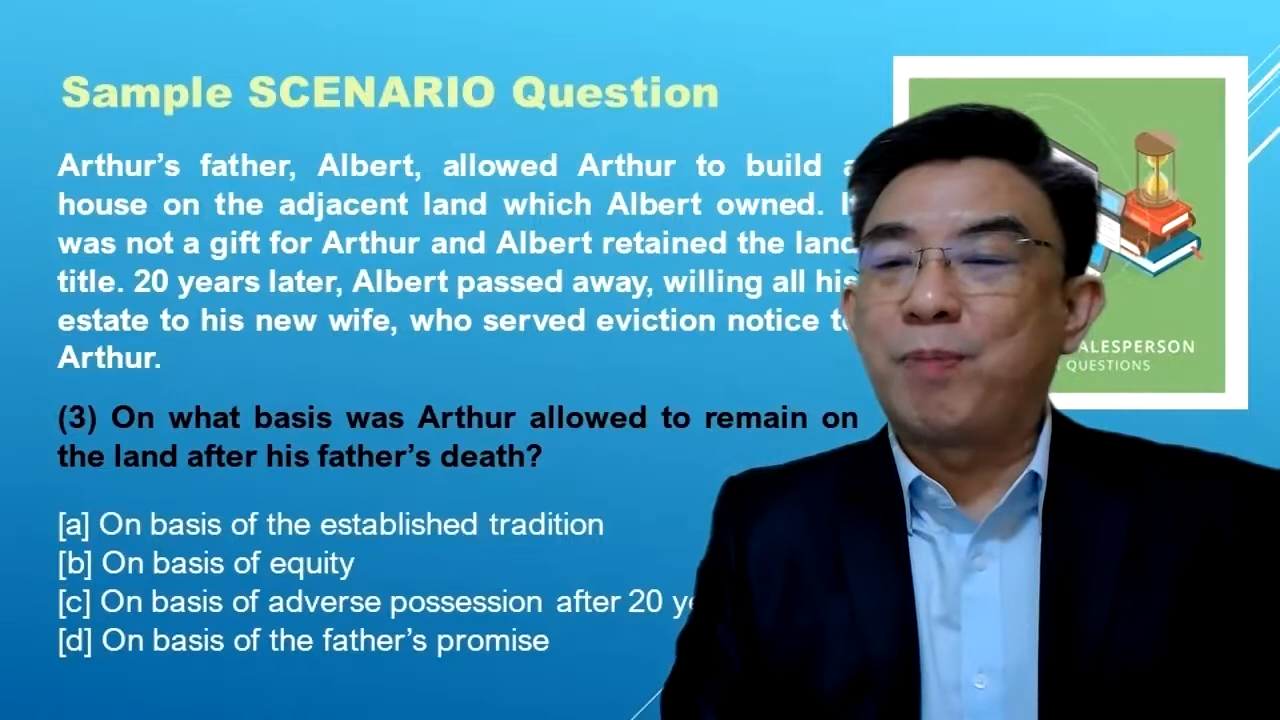 Sample SCENARIO Question
Arthur's father, Albert, allowed Arthur to build
house on the adjacent land which Albert owned.
was not a gift for Arthur and Albert retained the land
title. 20 years later, Albert passed away, willing all his
estate to his new wife, who served eviction notice
Arthur.
(3) On what basis was Arthur allowed to remain on
the land after his father's death?
[a] On basis of the established tradition
[b] On basis of equity
[c] On basis of adverse possession after 20
[d] On basis of the father's promise
QUESTIONS